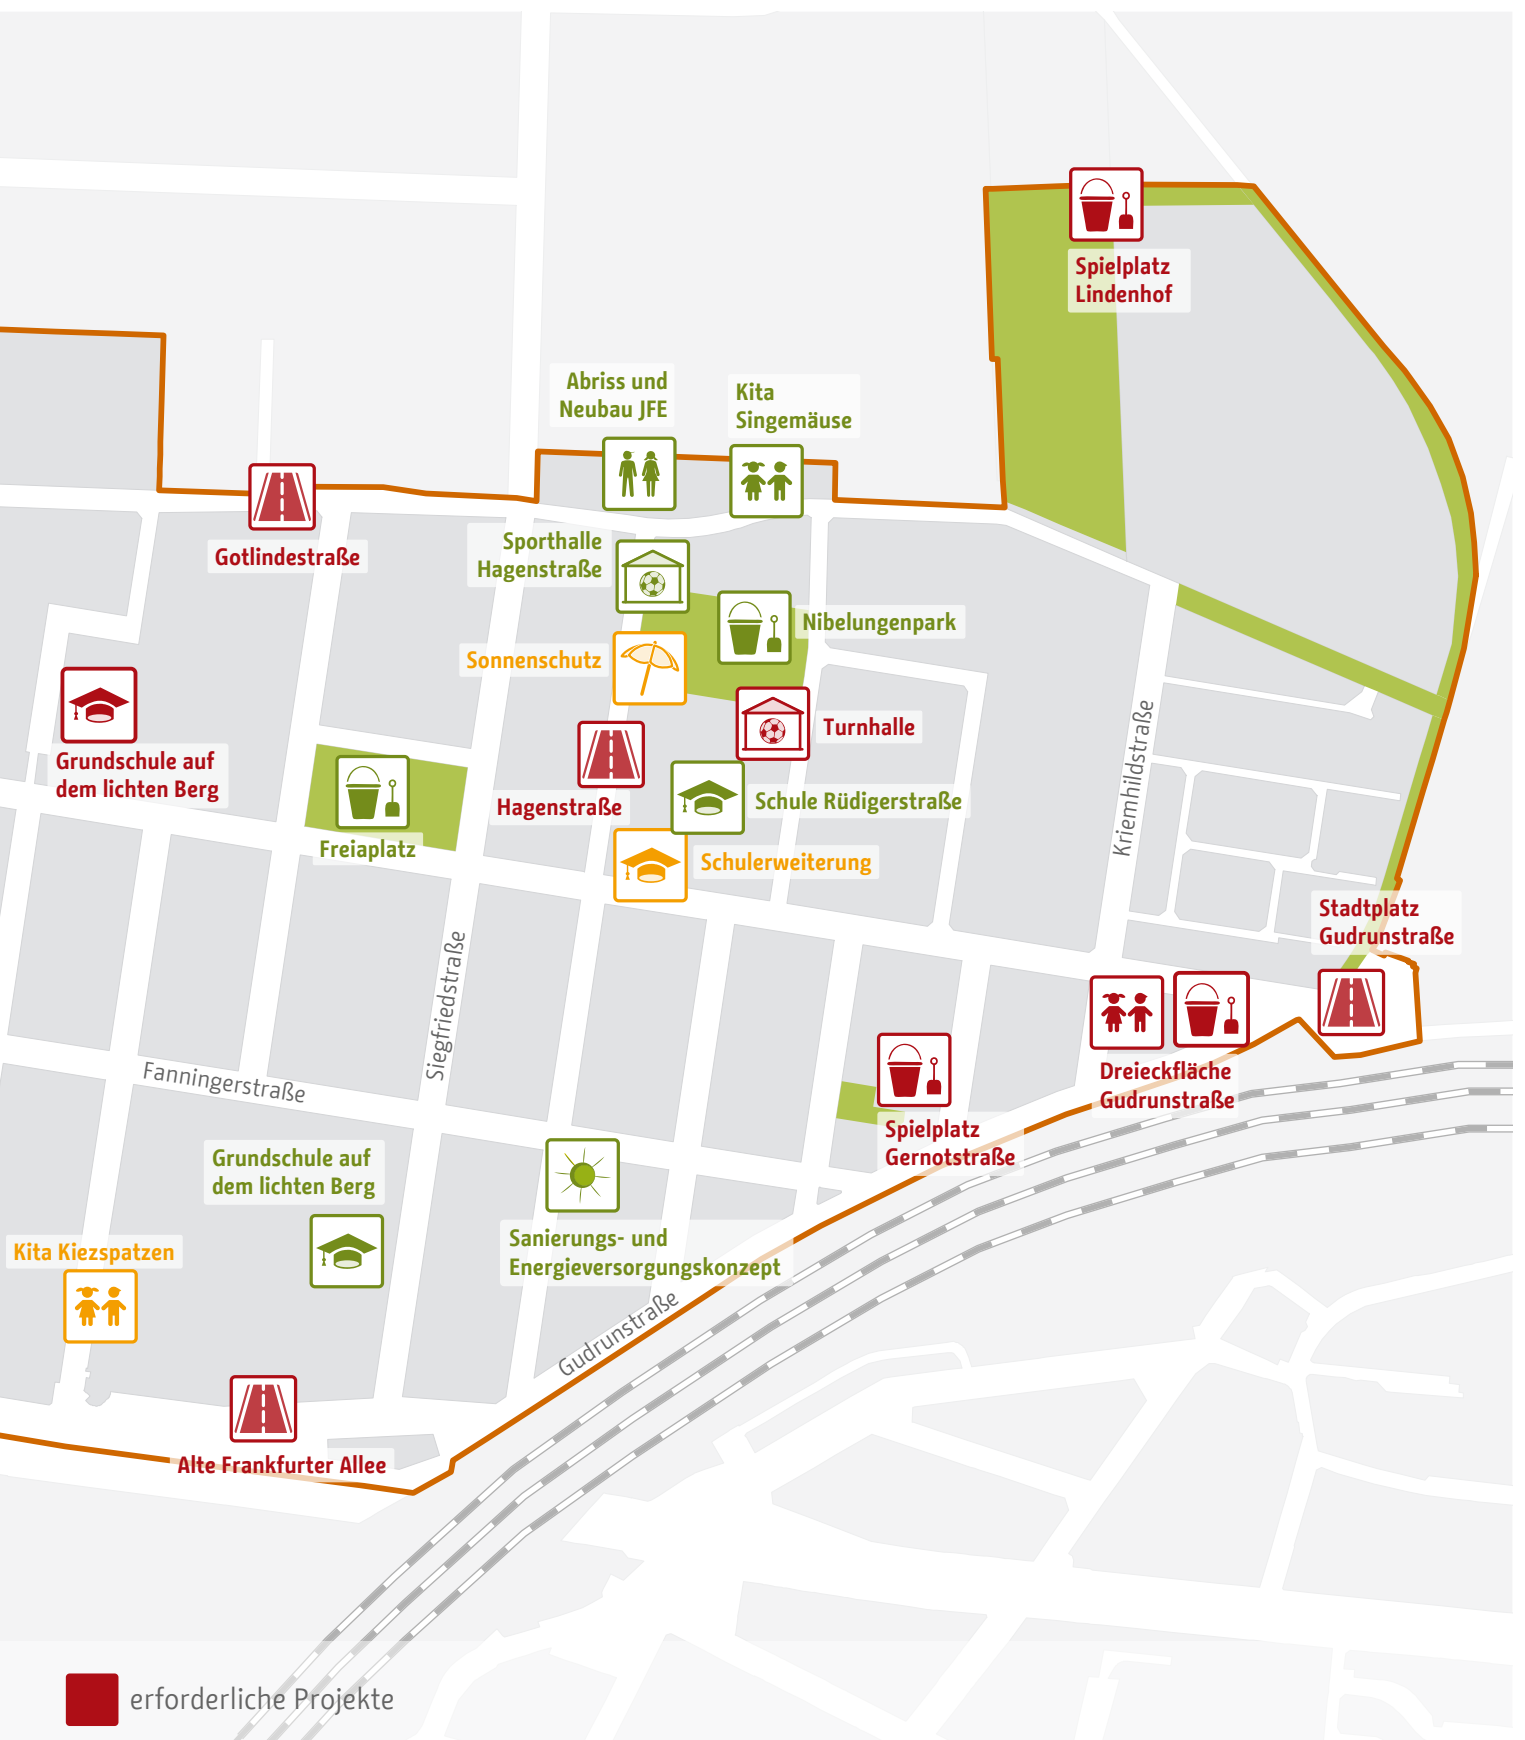 Spielplatz
Lindenhof
Abriss und
Neubau JFE
Kita
Singemäuse
Gotlindestraße
Sporthalle
Hagenstraße
Nibelungenpark
Sonnenschutz
Turnhalle
Grundschule auf
dem lichten Berg
Hagenstraße
Schule Rüdigerstraße
Kriemhildstraße
Freiaplatz
Schulerweiterung
Stadtplatz
Gudrunstraße
Siegfriedstraße
Fanningerstraße
Dreieckfläche
Gudrunstraße
Spielplatz
Gernotstraße
Grundschule auf
dem lichten Berg
Kita Kiezspatzen
Sanierungs- und
Energieversorgungskonzept
Gudrunstraße
Alte Frankfurter Allee
erforderliche Projekte